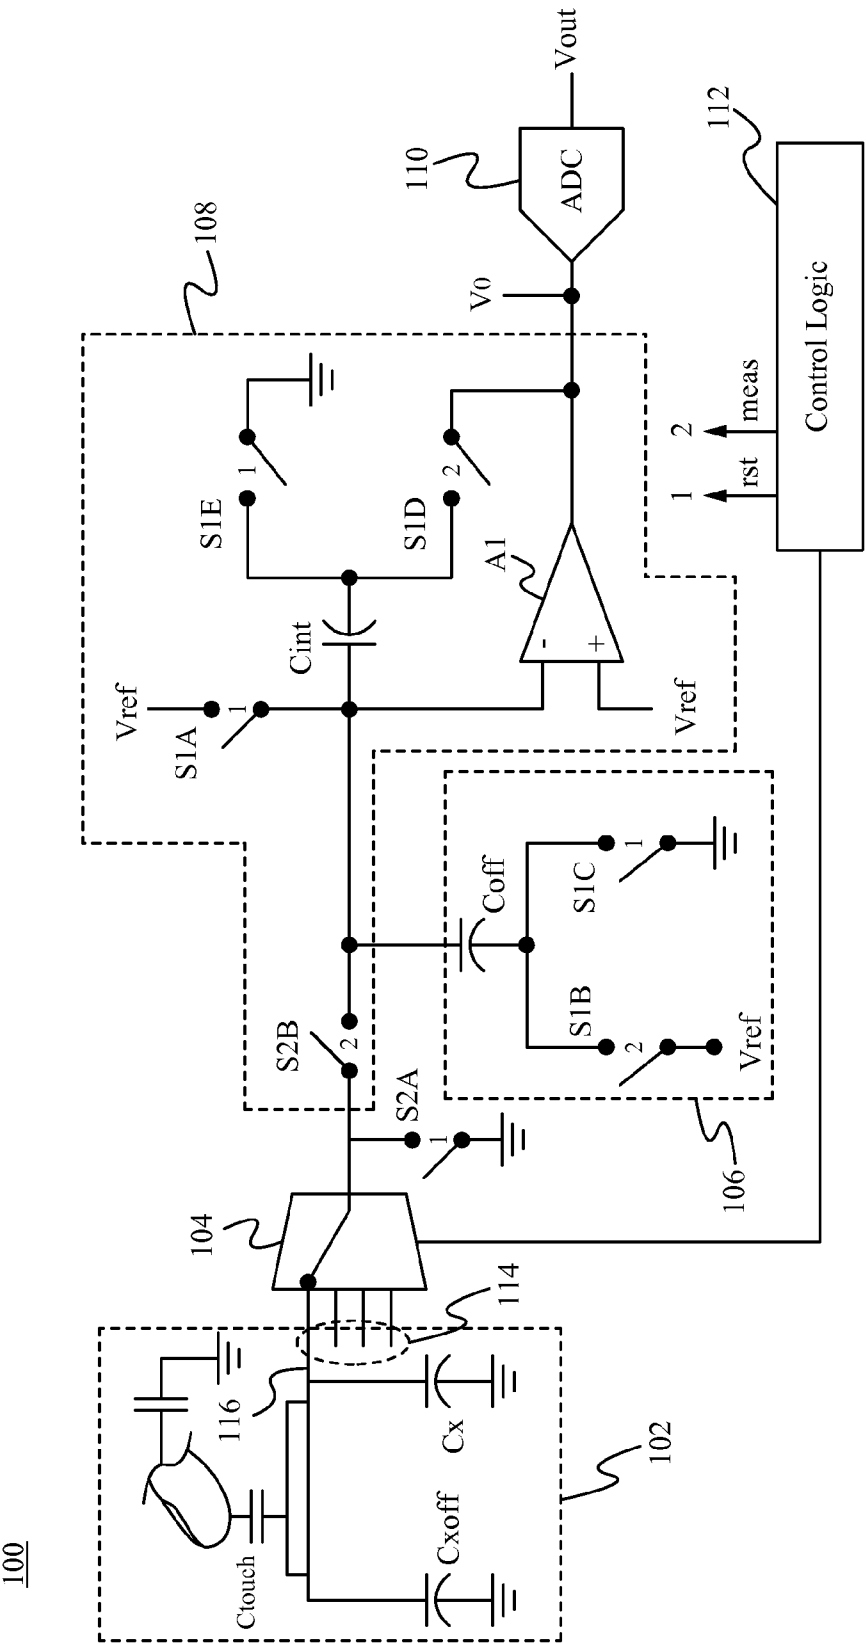 100
102
Ctouch
Cxoff
Cx
116
114
104
S2A
1
S2B
2
106
Coff
S1B
2
Vref
S1C
1
108
Vref
S1A
1
Cint
S1E
1
S1D
2
A1
-
+
Vref
Vo
110
ADC
Vout
112
Control Logic
rst
1
meas
2